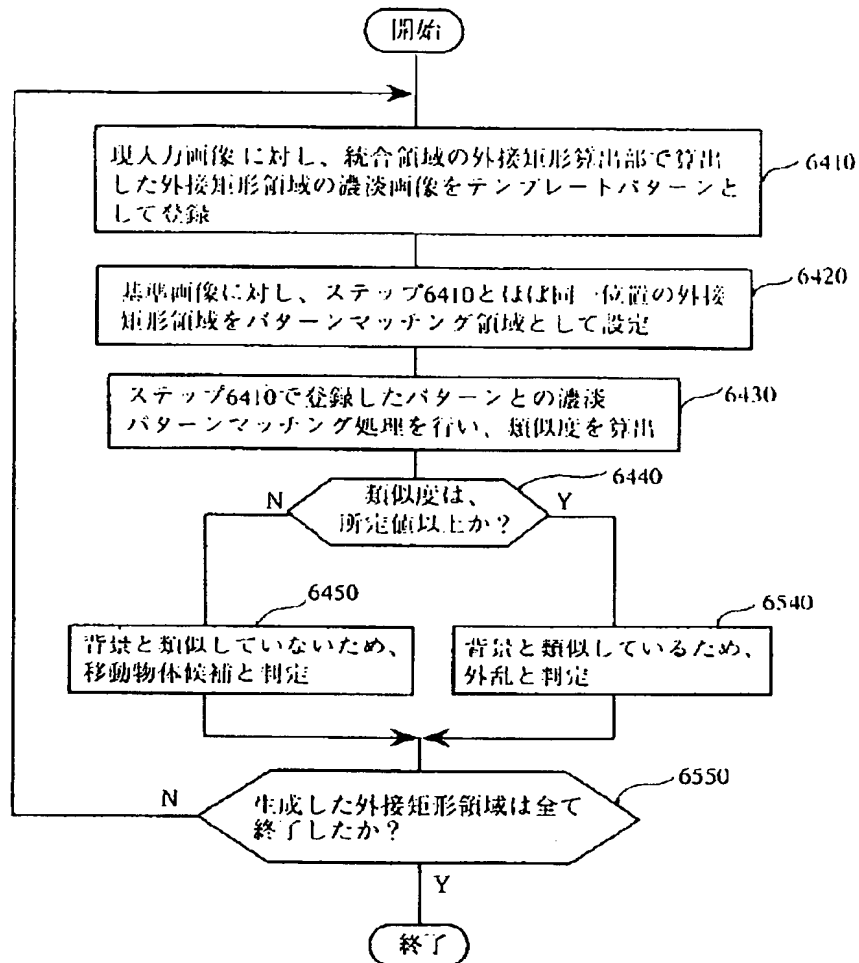 開始
現入力画像に対し、統合領域の外接矩形算出部で算出
した外接矩形領域の濃淡画像をテンプレートパターンと
して登録
6410
基準画像に対し、ステップ6410とほぼ同一位置の外接
矩形領域をパターンマッチング領域として設定
6420
ステップ6410で登録したパターンとの濃淡
パターンマッチング処理を行い、類似度を算出
6430
類似度は、
所定値以上か?
6440
N
Y
6450
背景と類似していないため、
移動物体候補と判定
6540
背景と類似しているため、
外乱と判定
6550
N
生成した外接矩形領域は全て
終了したか?
Y
終了